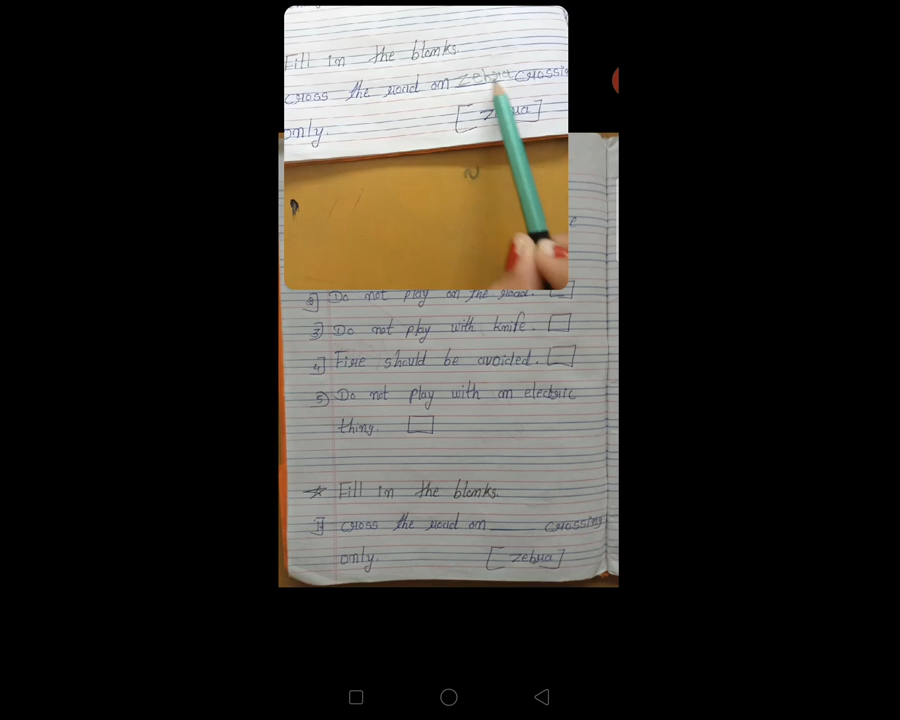 Fill in the blanks.
cross the road on zebra crossin
only. [zebra]
2] Do not play on the road.
3] Do not play with knife.
4] Fire should be avoided.
5) Do not play with an electric
thing.
Fill in the blanks.
1] cross the road on ____ crossing
only. [zebra]